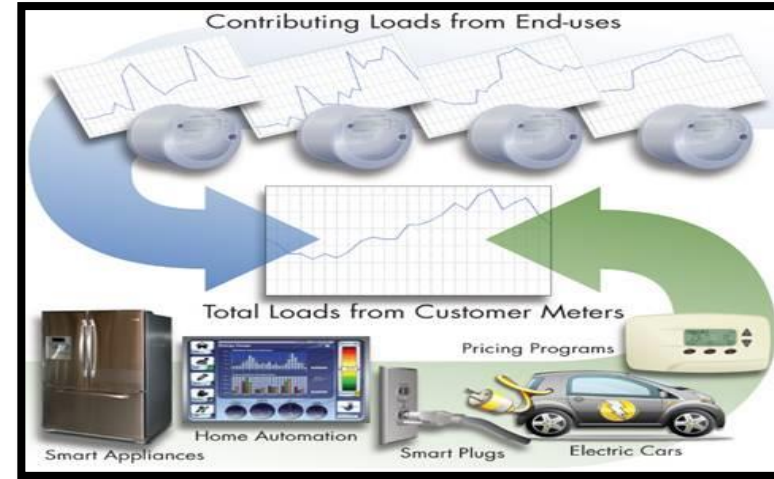 Contributing Loads from End-uses
Total Loads from Customer Meters
Pricing Programs
Home Automation
Smart Appliances
Smart Plugs
Electric Cars